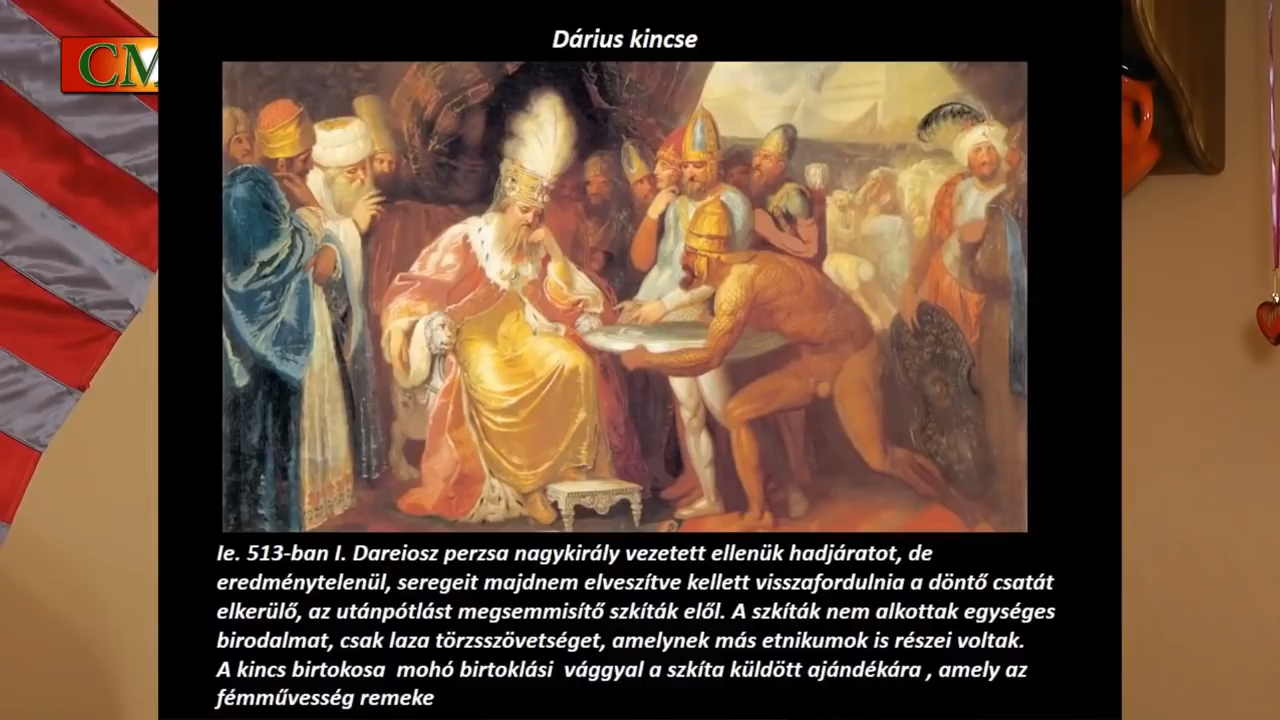 CM
Dárius kincse
Ie. 513-ban I. Dareiosz perzsa nagykirály vezetett ellenük hadjáratot, de
eredménytelenül, seregeit majdnem elveszítve kellett visszafordulnia a döntő csatát
elkerülő, az utánpótlást megsemmisítő szkíták elől. A szkíták nem alkottak egységes
birodalmat, csak laza törzsszövetséget, amelynek más etnikumok is részei voltak.
A kincs birtokosa mohó birtoklási vággyal a szkíta küldött ajándékára , amely az
fémművesség remeke